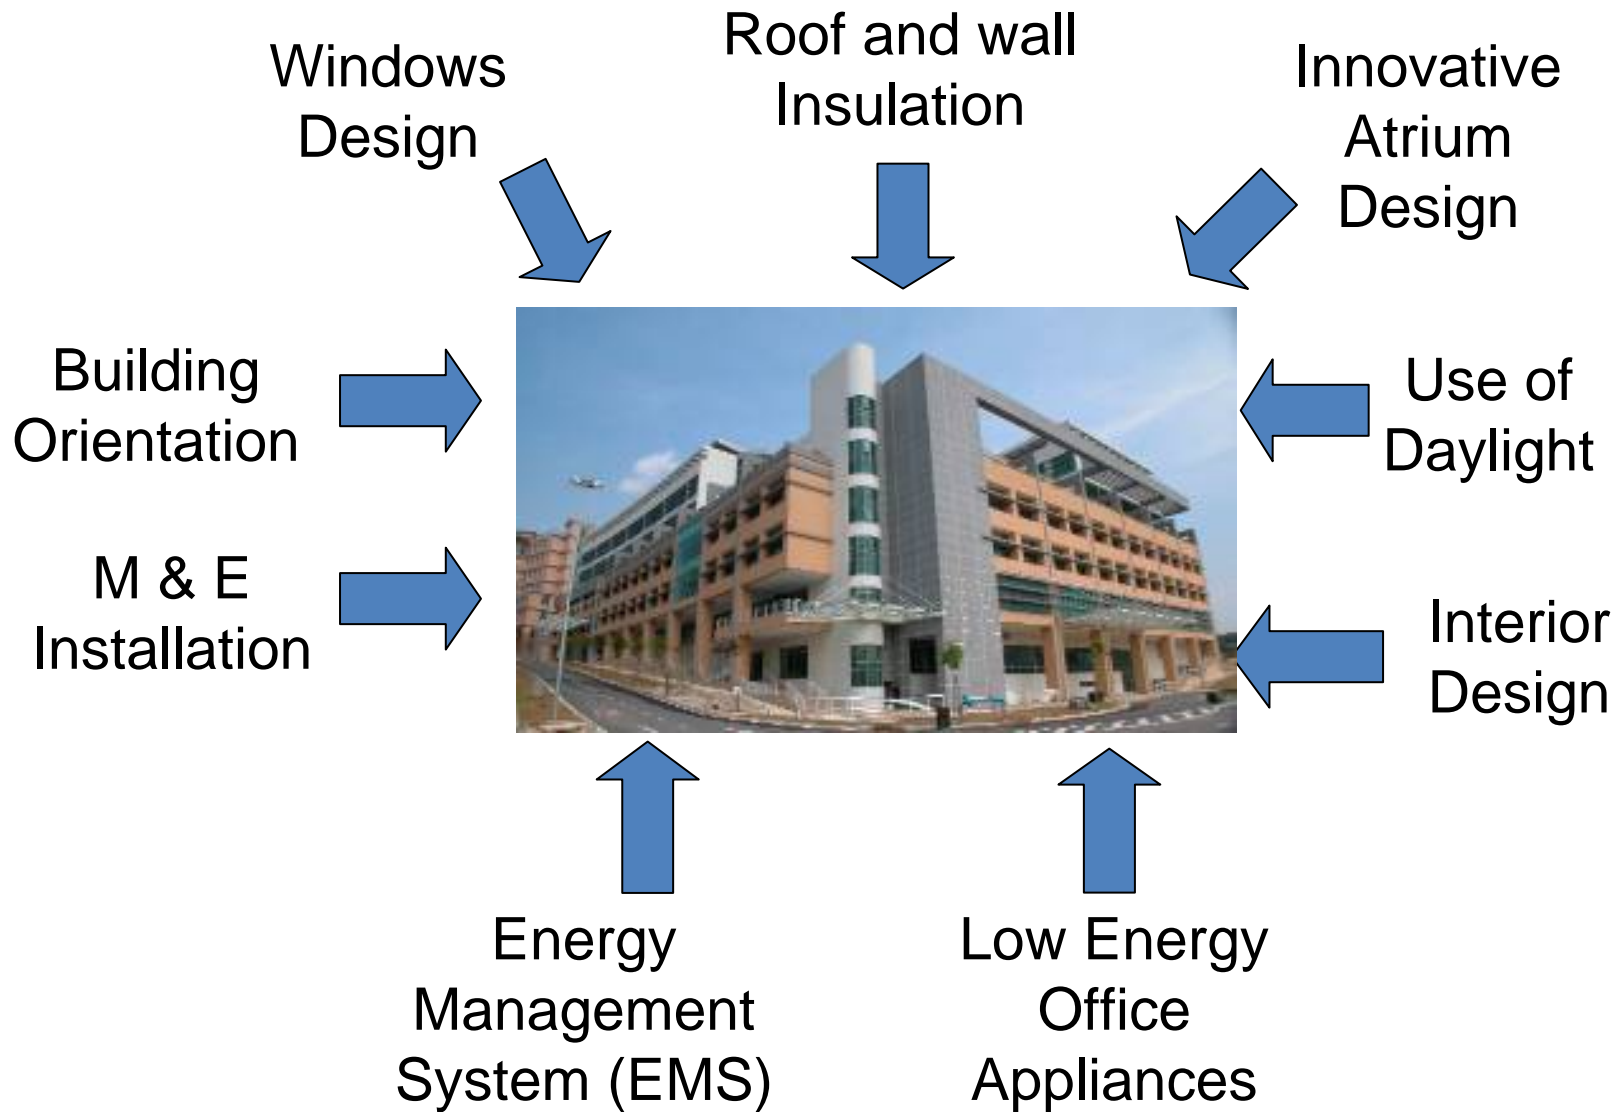 Windows
Design
Roof and wall
Insulation
Innovative
Atrium
Design
Building
Orientation
Use of
Daylight
M & E
Installation
Interior
Design
Energy
Management
System (EMS)
Low Energy
Office
Appliances